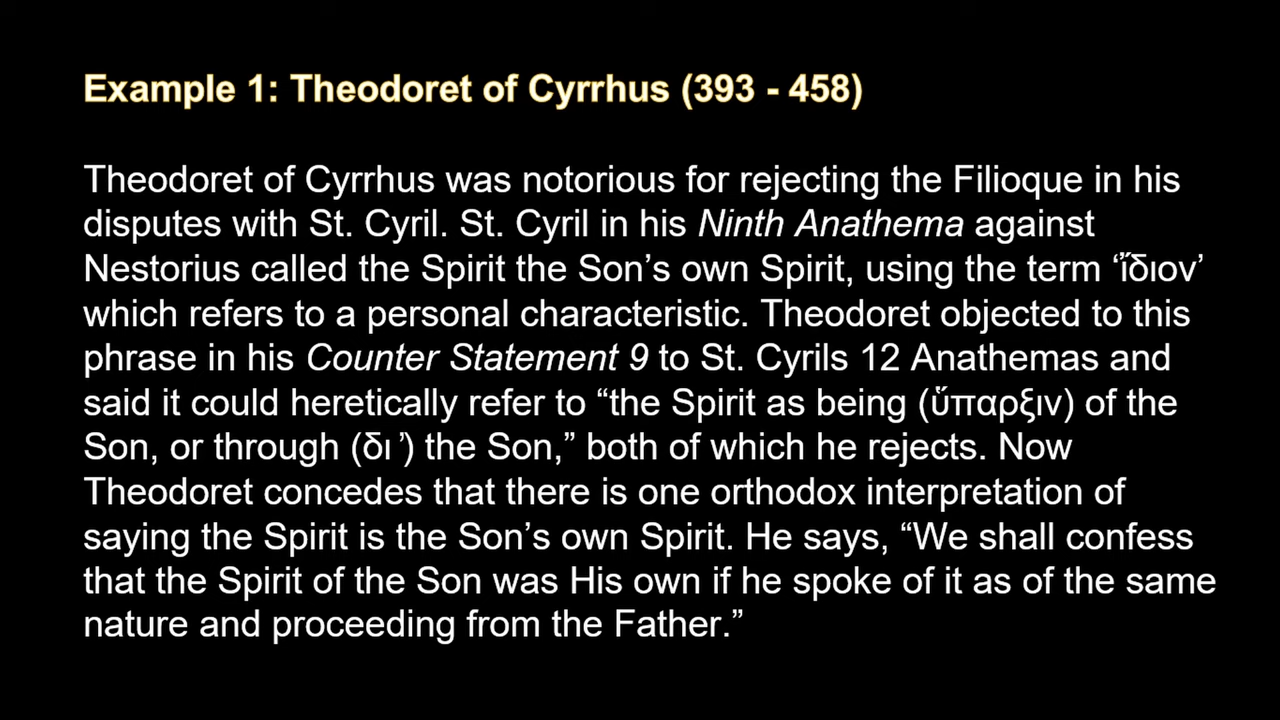 Example 1: Theodoret of Cyrrhus (393 - 458)
Theodoret of Cyrrhus was notorious for rejecting the Filioque in his
disputes with St. Cyril. St. Cyril in his Ninth Anathema against
Nestorius called the Spirit the Son’s own Spirit, using the term ‘ἴδιον’
which refers to a personal characteristic. Theodoret objected to this
phrase in his Counter Statement 9 to St. Cyrils 12 Anathemas and
said it could heretically refer to “the Spirit as being (ὕπαρξιν) of the
Son, or through (δι᾿) the Son,” both of which he rejects. Now
Theodoret concedes that there is one orthodox interpretation of
saying the Spirit is the Son’s own Spirit. He says, “We shall confess
that the Spirit of the Son was His own if he spoke of it as of the same
nature and proceeding from the Father.”